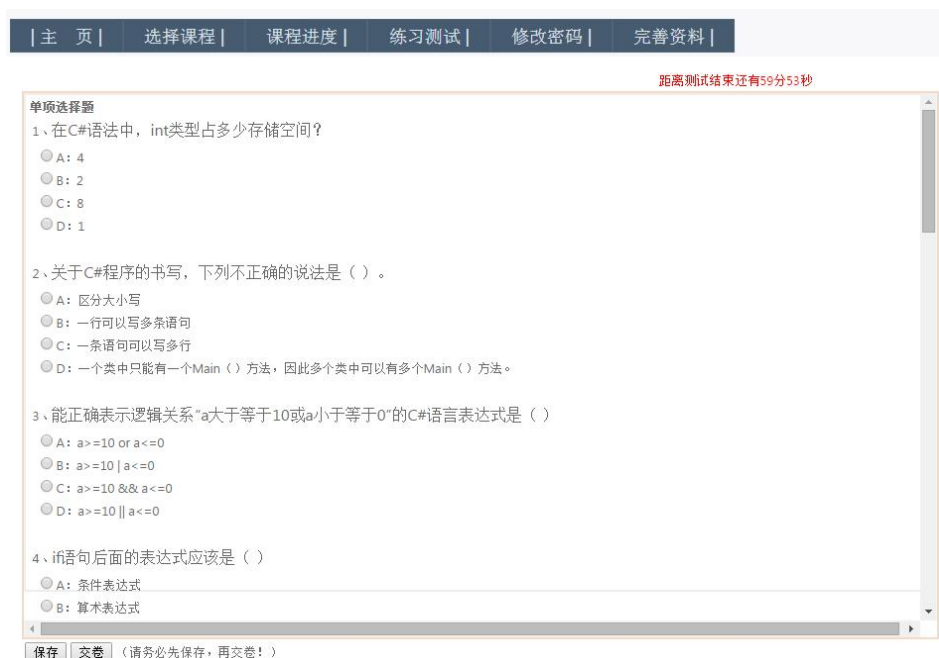 |主 页| 选择课程| 课程进度| 练习测试| 修改密码| 完善资料|
距离测试结束还有59分53秒
单项选择题
1、在C#语法中，int类型占多少存储空间？
A: 4
B: 2
C: 8
D: 1
2、关于C#程序的书写，下列不正确的说法是（ ）。
A: 区分大小写
B: 一行可以写多条语句
C: 一条语句可以写多行
D: 一个类中只能有一个Main（）方法，因此多个类中可以有多个Main（）方法。
3、能正确表示逻辑关系"a大于等于10或a小于等于0"的C#语言表达式是（ ）
A: a>=10 or a<=0
B: a>=10 | a<=0
C: a>=10 && a<=0
D: a>=10 || a<=0
4、if语句后面的表达式应该是（ ）
A: 条件表达式
B: 算术表达式
保存 交卷 （请务必先保存，再交卷！）